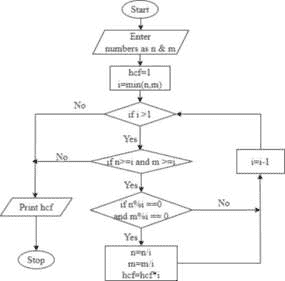 Start
Enter
numbers as n & m
hcf=1
i=min(n,m)
No
if i >1
Yes
No
if n>=i and m >=i
i=i-1
Yes
Print hcf
if n%i ==0
and m%i == 0
No
Yes
Stop
n=n/i
m=m/i
hcf=hcf*i